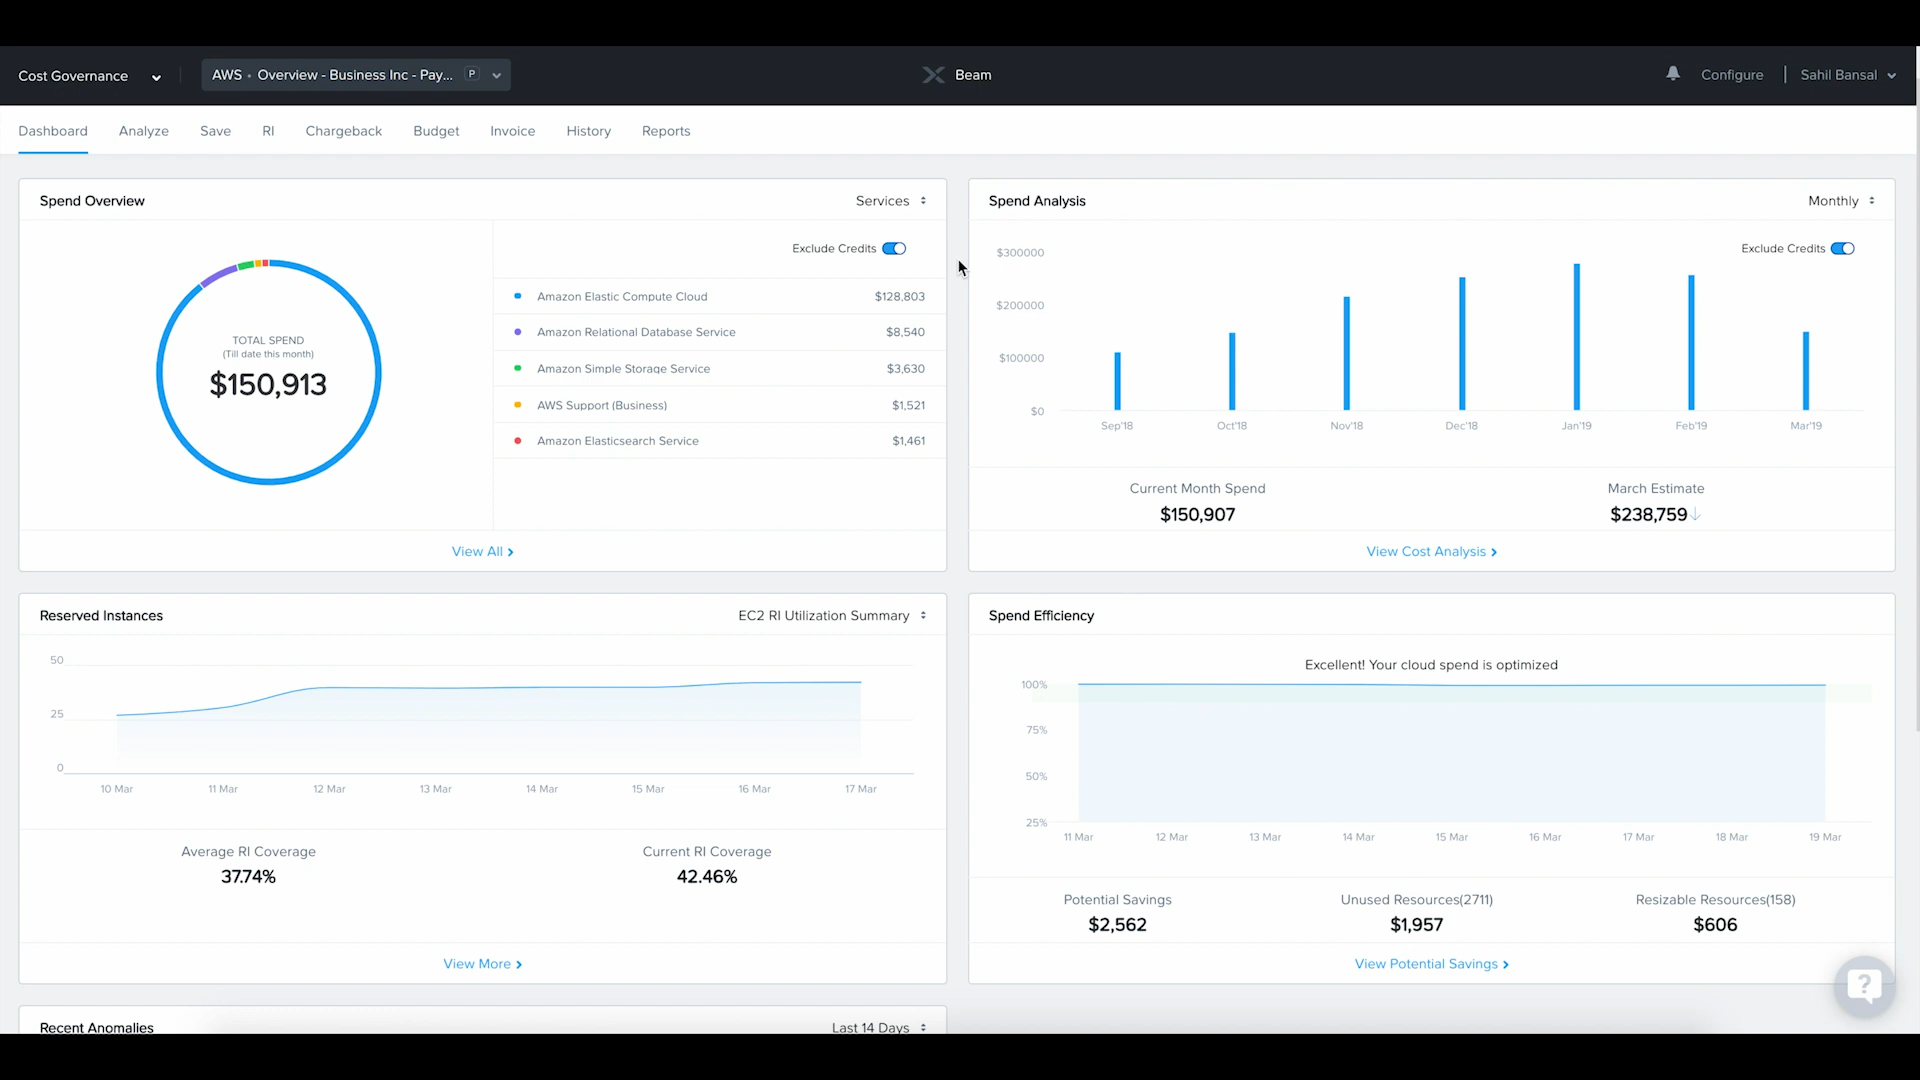 Cost Governance
AWS • Overview - Business Inc - Pay... P
Beam
Configure
Sahil Bansal
Dashboard
Analyze
Save
RI
Chargeback
Budget
Invoice
History
Reports
Spend Overview
Services
Exclude Credits
TOTAL SPEND
(Till date this month)
$150,913
Amazon Elastic Compute Cloud $128,803
Amazon Relational Database Service $8,540
Amazon Simple Storage Service $3,630
AWS Support (Business) $1,521
Amazon Elasticsearch Service $1,461
View All
Spend Analysis
Monthly
Exclude Credits
$300000
$200000
$100000
$0
Sep'18 Oct'18 Nov'18 Dec'18 Jan'19 Feb'19 Mar'19
Current Month Spend
$150,907
March Estimate
$238,759
View Cost Analysis
Reserved Instances
EC2 RI Utilization Summary
50
25
0
10 Mar 11 Mar 12 Mar 13 Mar 14 Mar 15 Mar 16 Mar 17 Mar
Average RI Coverage
37.74%
Current RI Coverage
42.46%
View More
Spend Efficiency
Excellent! Your cloud spend is optimized
100%
75%
50%
25%
11 Mar 12 Mar 13 Mar 14 Mar 15 Mar 16 Mar 17 Mar 18 Mar 19 Mar
Potential Savings
$2,562
Unused Resources(2711)
$1,957
Resizable Resources(158)
$606
View Potential Savings
?
Recent Anomalies
Last 14 Days